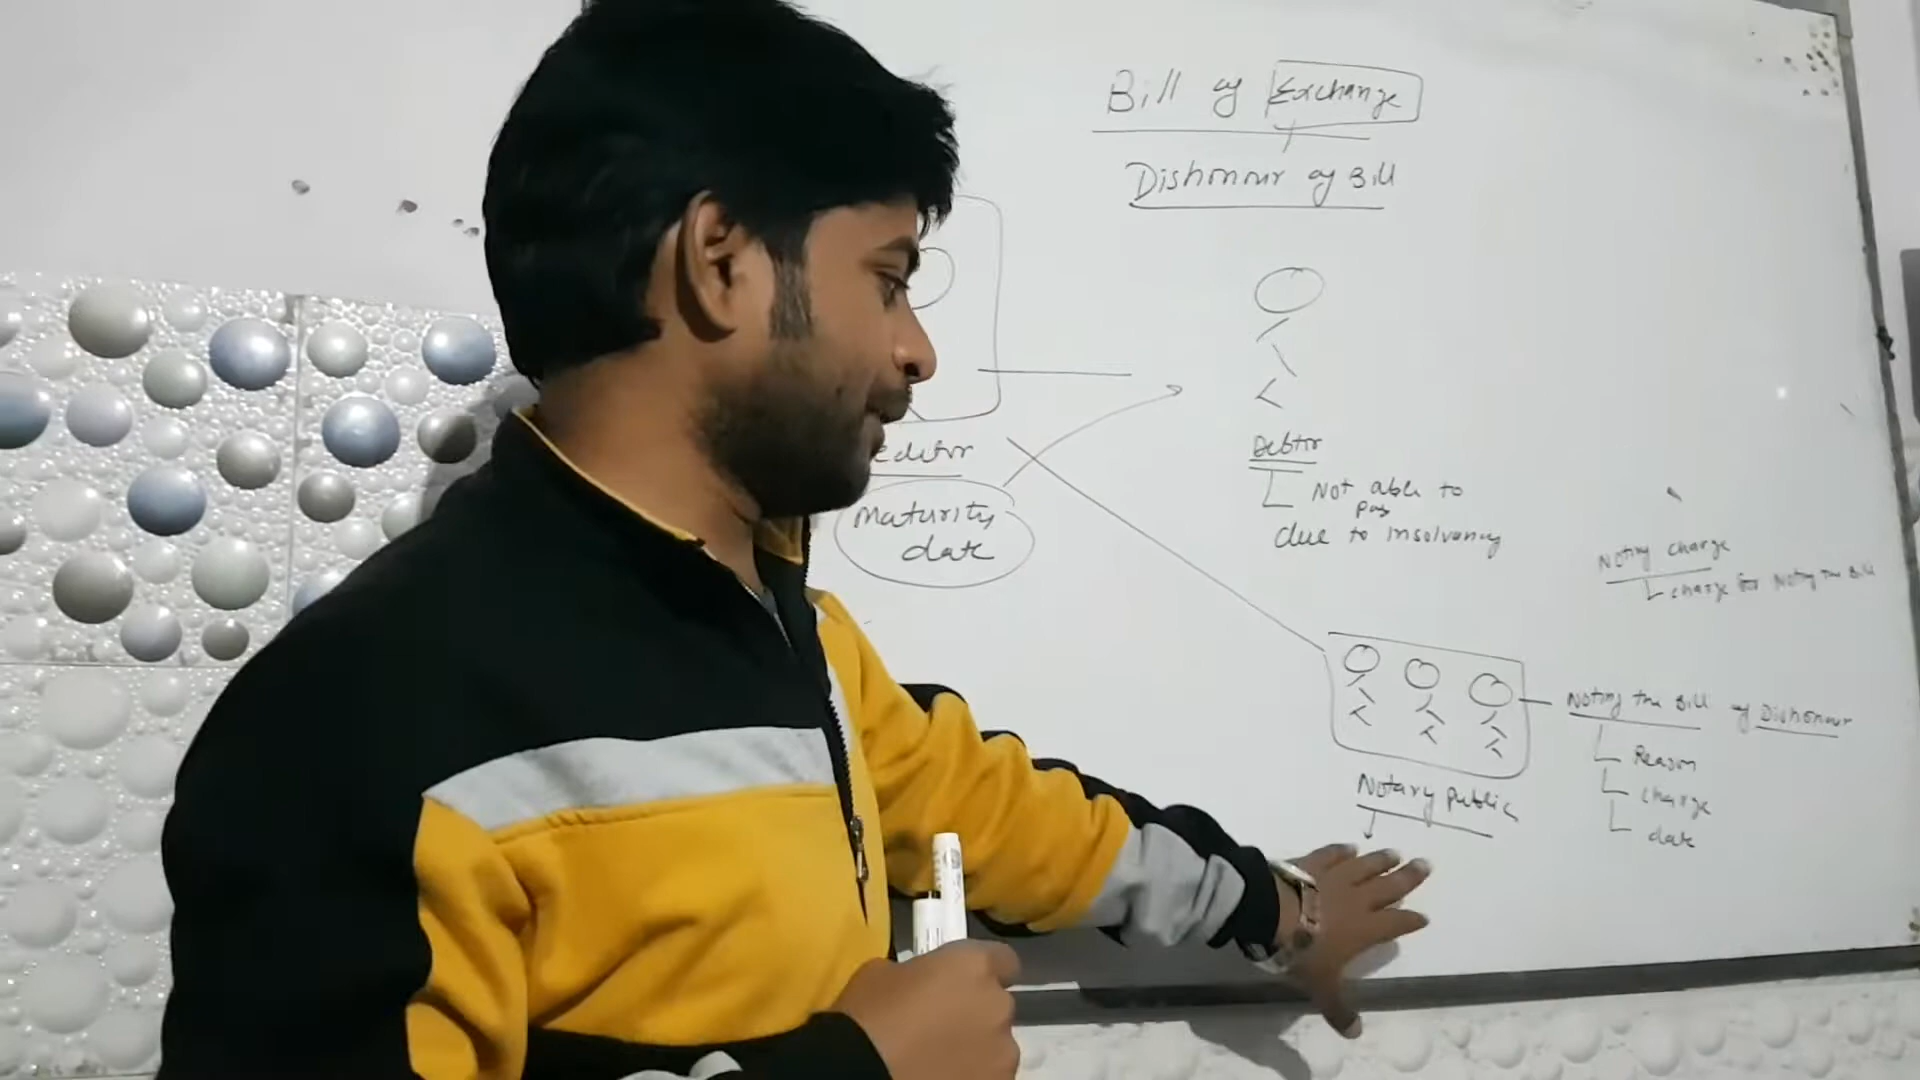 Bill of Exchange
Dishonour of Bill
editor
Maturity
date
Debtor
Not able to
pay
due to insolvency
Noting charge
charge for Noting the Bill
Noting the Bill of Dishonour
Reason
charge
date
Notary Public